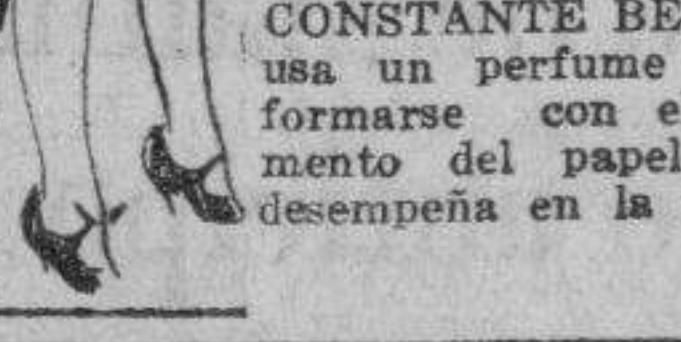 CONSTANTE BE
usa un perfume
formarse con e
mento del papel
desempeña en la